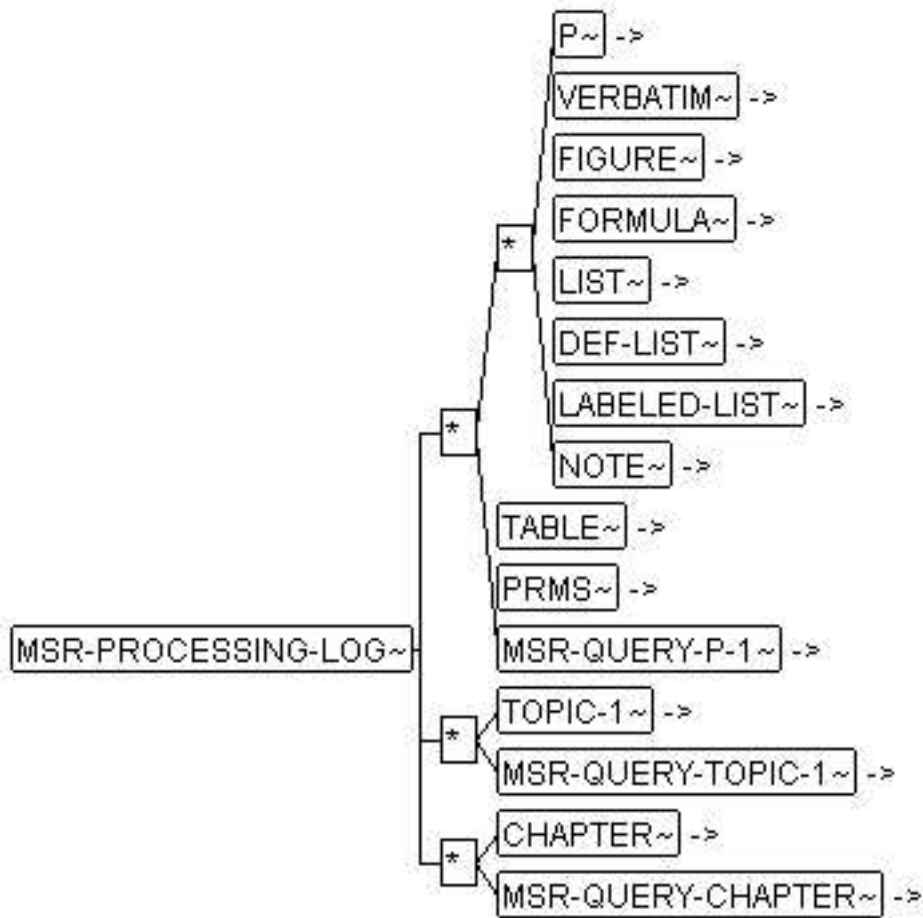 P~ ->
VERBATIM~ ->
FIGURE~ ->
FORMULA~ ->
*
LIST~ ->
DEF-LIST~ ->
LABELED-LIST~ ->
*
NOTE~ ->
TABLE~ ->
PRMS~ ->
MSR-PROCESSING-LOG~
MSR-QUERY-P-1~ ->
TOPIC-1~ ->
*
MSR-QUERY-TOPIC-1~ ->
CHAPTER~ ->
*
MSR-QUERY-CHAPTER~ ->